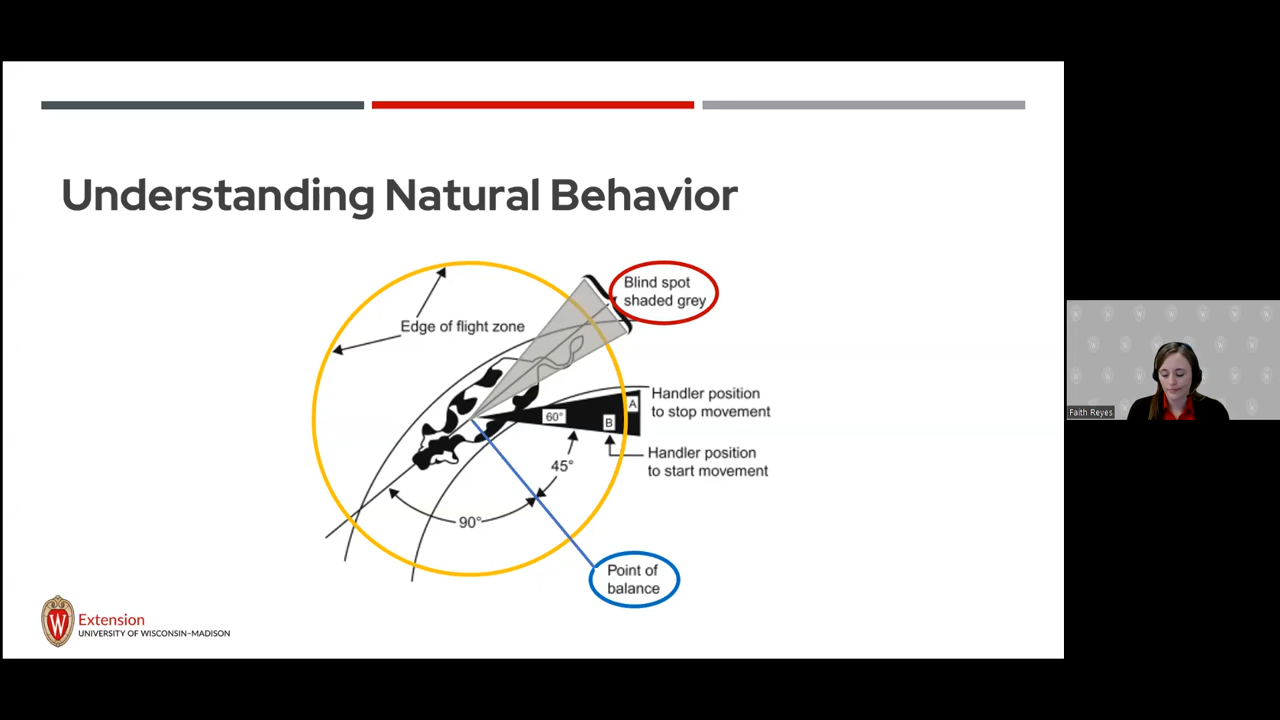 Understanding Natural Behavior
Blind spot
shaded grey
Edge of flight zone
Handler position
to stop movement
A
60°
B
Handler position
to start movement
45°
90°
Point of
balance
W
Extension
UNIVERSITY OF WISCONSIN-MADISON
Faith Reyes